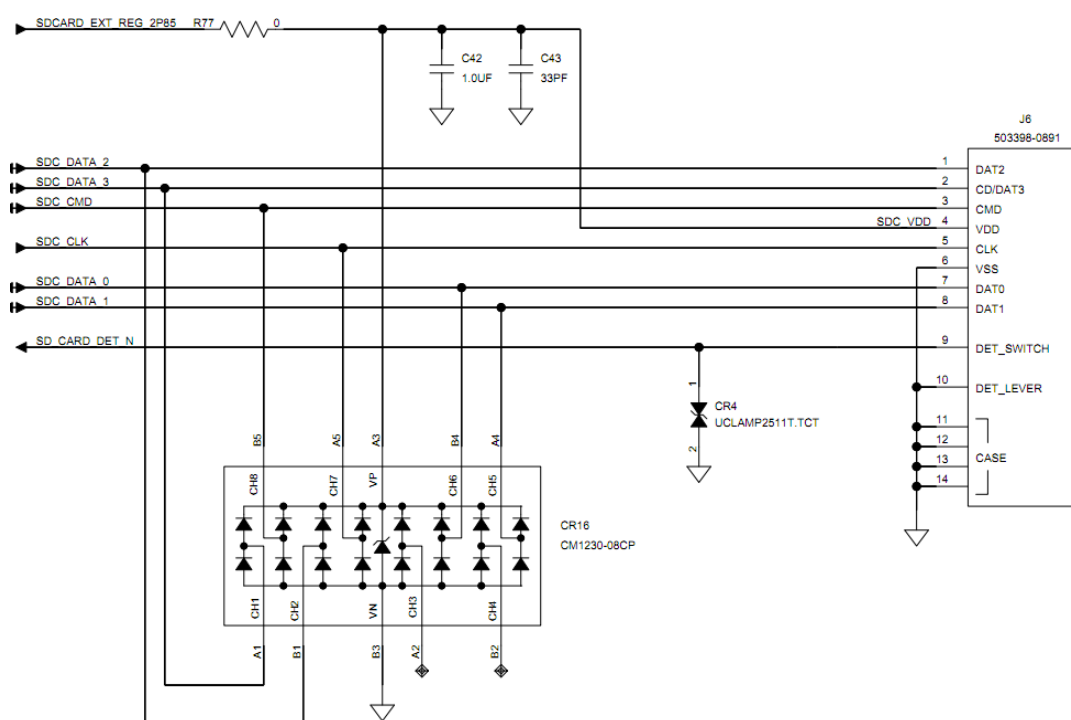 SDCARD_EXT_REG_2P85 R77 0
C42
1.0UF
C43
33PF
J6
503398-0891
SDC_DATA_2 1 DAT2
SDC_DATA_3 2 CD/DAT3
SDC_CMD 3 CMD
SDC_VDD 4 VDD
SDC_CLK 5 CLK
6 VSS
SDC_DATA_0 7 DAT0
SDC_DATA_1 8 DAT1
SD_CARD_DET_N 9 DET_SWITCH
10 DET_LEVER
1
CR4
UCLAMP2511T.TCT
2
11
12
CASE
13
14
B5 A5 A3 B4 A4
CH8 CH7 VP CH6 CH5
CR16
CM1230-08CP
CH1 CH2 VN CH3 CH4
A1 B1 B3 A2 B2